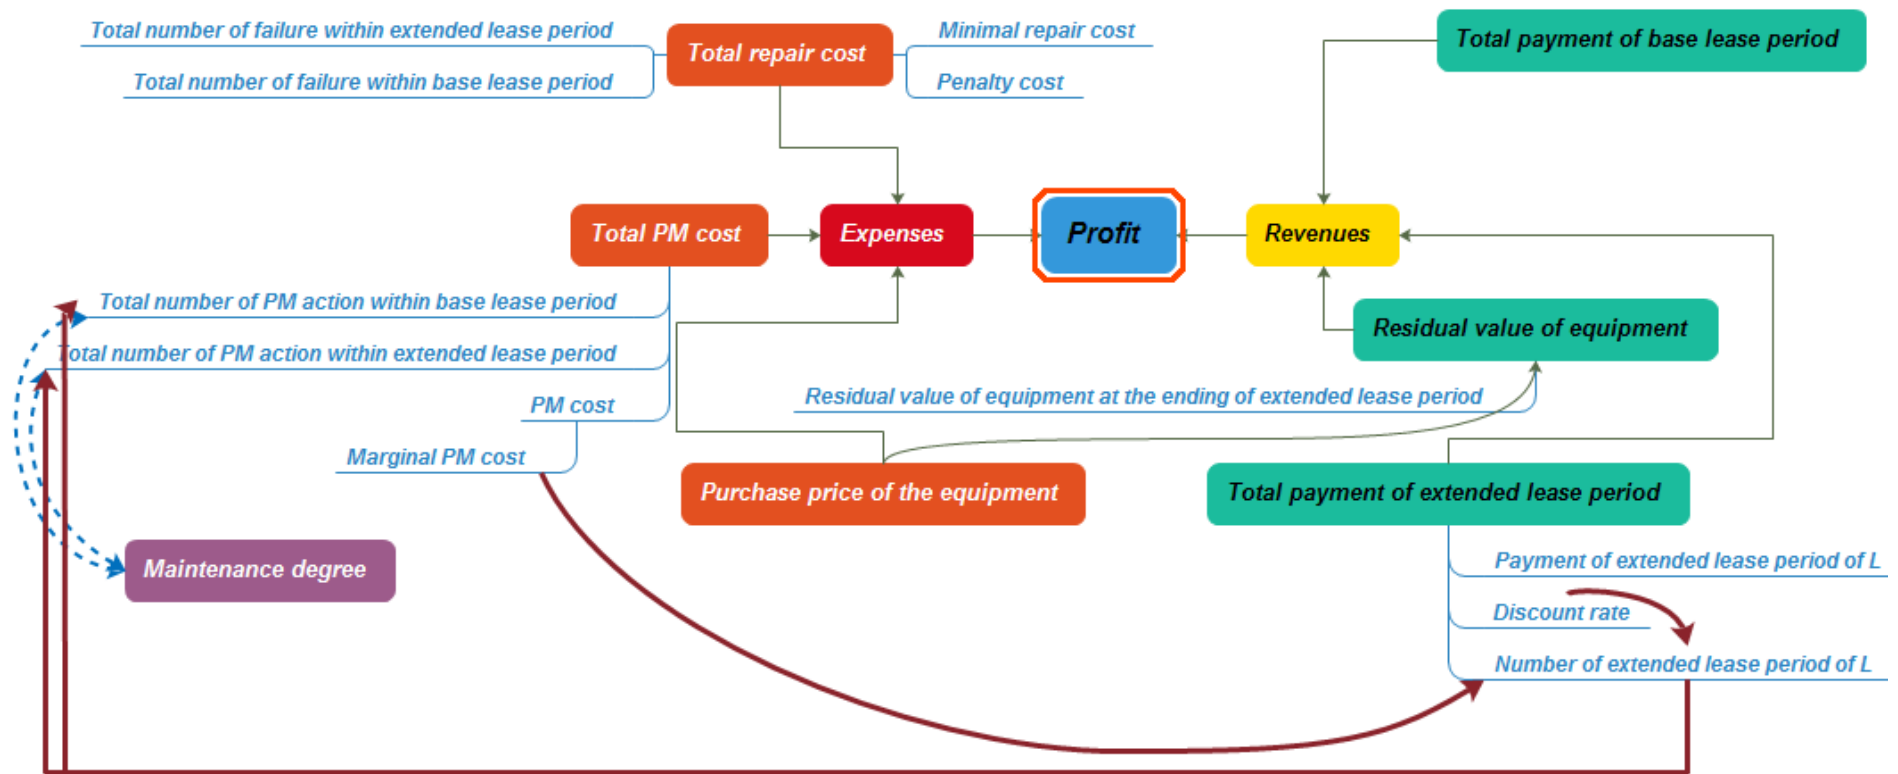 Total number of failure within extended lease period
Total repair cost
Minimal repair cost
Total payment of base lease period
Total number of failure within base lease period
Penalty cost
Total PM cost
Expenses
Profit
Revenues
Total number of PM action within base lease period
Residual value of equipment
Total number of PM action within extended lease period
PM cost
Residual value of equipment at the ending of extended lease period
Marginal PM cost
Purchase price of the equipment
Total payment of extended lease period
Maintenance degree
Payment of extended lease period of L
Discount rate
Number of extended lease period of L